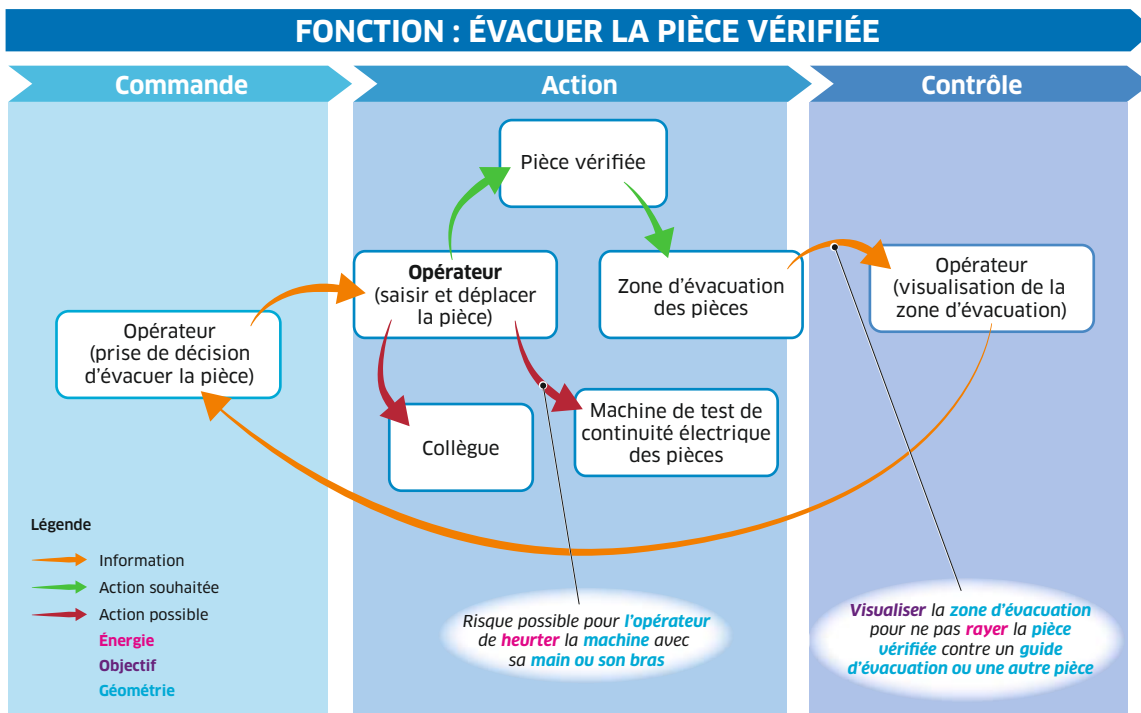 FONCTION : ÉVACUER LA PIÈCE VÉRIFIÉE
Commande
Action
Contrôle
Pièce vérifiée
Opérateur
(saisir et déplacer
la pièce)
Zone d'évacuation
des pièces
Opérateur
(visualisation de la
zone d'évacuation)
Opérateur
(prise de décision
d'évacuer la pièce)
Collègue
Machine de test de
continuité électrique
des pièces
Légende
Information
Action souhaitée
Action possible
Énergie
Objectif
Géométrie
Risque possible pour l'opérateur
de heurter la machine avec
sa main ou son bras
Visualiser la zone d'évacuation
pour ne pas rayer la pièce
vérifiée contre un guide
d'évacuation ou une autre pièce